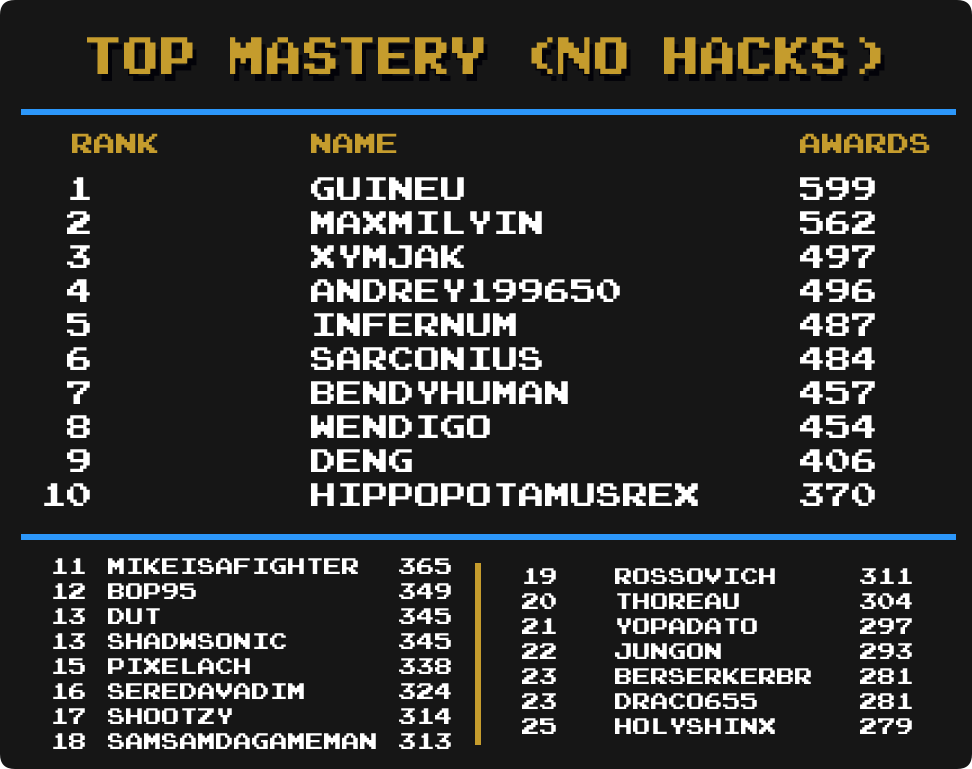 TOP MASTERY (NO HACKS)
RANK NAME AWARDS
1 GUINEU 599
2 MAXMILYIN 562
3 XYMJAK 497
4 ANDREY199650 496
5 INFERNUM 487
6 SARCONIUS 484
7 BENDYHUMAN 457
8 WENDIGO 454
9 DENG 406
10 HIPPOPOTAMUSREX 370
11 MIKEISAFIGHTER 365
12 BOP95 349
13 DUT 345
13 SHADWSONIC 345
15 PIXELACH 338
16 SEREDAVADIM 324
17 SHOOTZY 314
18 SAMSAMDAGAMEMAN 313
19 ROSSOVICH 311
20 THOREAU 304
21 YOPADATO 297
22 JUNGON 293
23 BERSERKERBR 281
23 DRACO655 281
25 HOLYSHINX 279